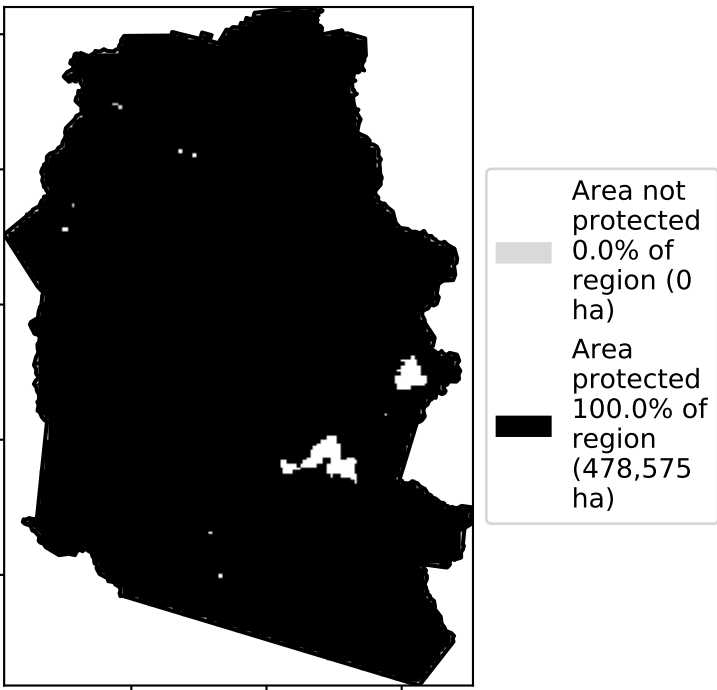 Area not
protected
0.0% of
region (0
ha)
Area
protected
100.0% of
region
(478,575
ha)